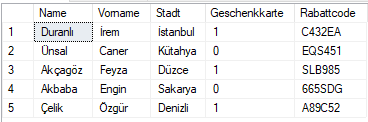 Name Vorname Stadt Geschenkkarte Rabattcode
1 Duranlı İrem İstanbul 1 C432EA
2 Ünsal Caner Kütahya 0 EQS451
3 Akçagöz Feyza Düzce 1 SLB985
4 Akbaba Engin Sakarya 0 665SDG
5 Çelik Özgür Denizli 1 A89C52